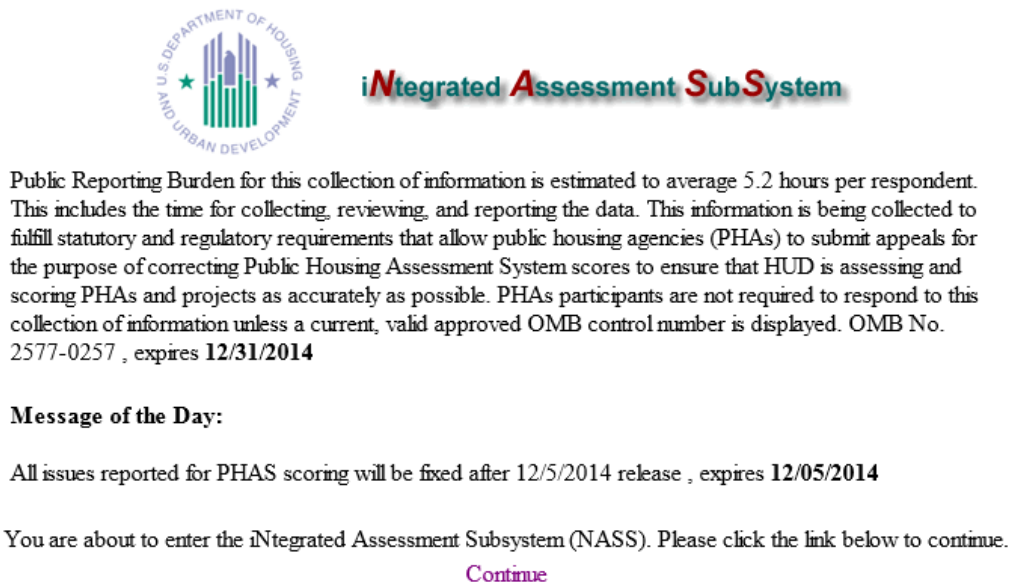 U.S. DEPARTMENT OF HOUSING
AND URBAN DEVELOPMENT
iNtegrated Assessment SubSystem
Public Reporting Burden for this collection of information is estimated to average 5.2 hours per respondent.
This includes the time for collecting, reviewing, and reporting the data. This information is being collected to
fulfill statutory and regulatory requirements that allow public housing agencies (PHAs) to submit appeals for
the purpose of correcting Public Housing Assessment System scores to ensure that HUD is assessing and
scoring PHAs and projects as accurately as possible. PHAs participants are not required to respond to this
collection of information unless a current, valid approved OMB control number is displayed. OMB No.
2577-0257 , expires 12/31/2014
Message of the Day:
All issues reported for PHAS scoring will be fixed after 12/5/2014 release , expires 12/05/2014
You are about to enter the iNtegrated Assessment Subsystem (NASS). Please click the link below to continue.
Continue